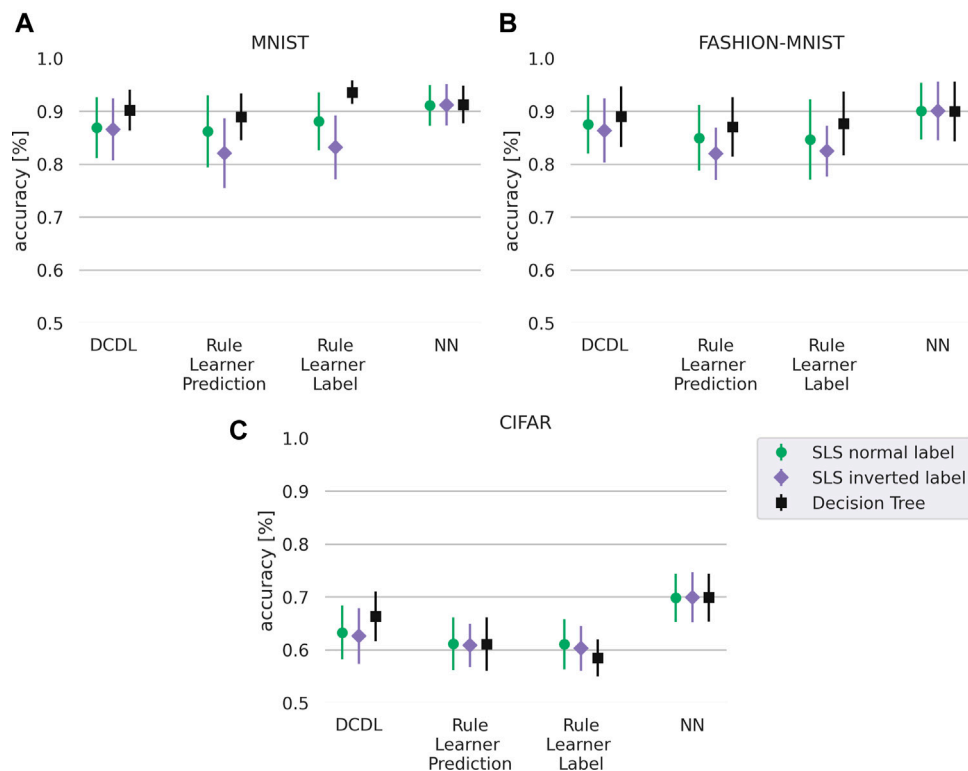 A
MNIST
accuracy [%]
1.0
0.9
0.8
0.7
0.6
0.5
DCDL
Rule
Learner
Prediction
Rule
Learner
Label
NN
B
FASHION-MNIST
accuracy [%]
1.0
0.9
0.8
0.7
0.6
0.5
DCDL
Rule
Learner
Prediction
Rule
Learner
Label
NN
C
CIFAR
accuracy [%]
1.0
0.9
0.8
0.7
0.6
0.5
DCDL
Rule
Learner
Prediction
Rule
Learner
Label
NN
SLS normal label
SLS inverted label
Decision Tree